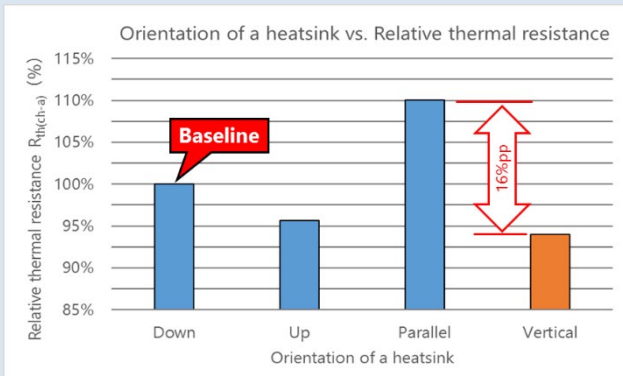 Orientation of a heatsink vs. Relative thermal resistance
Relative thermal resistance Rth(ch-a) (%)
115%
110%
105%
100%
95%
90%
85%
Baseline
16%pp
Down Up Parallel Vertical
Orientation of a heatsink